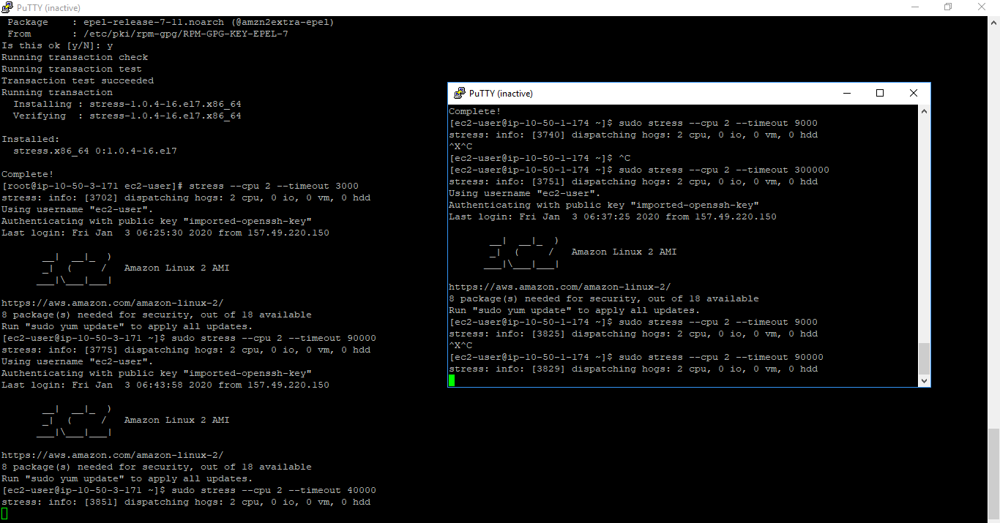 PuTTY (inactive)
Package    : epel-release-7-11.noarch (@amzn2extra-epel)
From       : /etc/pki/rpm-gpg/RPM-GPG-KEY-EPEL-7
Is this ok [y/N]: y
Running transaction check
Running transaction test
Transaction test succeeded
Running transaction
  Installing : stress-1.0.4-16.el7.x86_64
  Verifying  : stress-1.0.4-16.el7.x86_64
Installed:
  stress.x86_64 0:1.0.4-16.el7
Complete!
[root@ip-10-50-3-171 ec2-user]# stress --cpu 2 --timeout 3000
stress: info: [3702] dispatching hogs: 2 cpu, 0 io, 0 vm, 0 hdd
Using username "ec2-user".
Authenticating with public key "imported-openssh-key"
Last login: Fri Jan  3 06:25:30 2020 from 157.49.220.150
       __|  __|_  )
       _|  (     /   Amazon Linux 2 AMI
      ___|\___|___|
https://aws.amazon.com/amazon-linux-2/
8 package(s) needed for security, out of 18 available
Run "sudo yum update" to apply all updates.
[ec2-user@ip-10-50-3-171 ~]$ sudo stress --cpu 2 --timeout 90000
stress: info: [3775] dispatching hogs: 2 cpu, 0 io, 0 vm, 0 hdd
Using username "ec2-user".
Authenticating with public key "imported-openssh-key"
Last login: Fri Jan  3 06:43:58 2020 from 157.49.220.150
       __|  __|_  )
       _|  (     /   Amazon Linux 2 AMI
      ___|\___|___|
https://aws.amazon.com/amazon-linux-2/
8 package(s) needed for security, out of 18 available
Run "sudo yum update" to apply all updates.
[ec2-user@ip-10-50-3-171 ~]$ sudo stress --cpu 2 --timeout 40000
stress: info: [3851] dispatching hogs: 2 cpu, 0 io, 0 vm, 0 hdd
PuTTY (inactive)
Complete!
[ec2-user@ip-10-50-1-174 ~]$ sudo stress --cpu 2 --timeout 9000
stress: info: [3740] dispatching hogs: 2 cpu, 0 io, 0 vm, 0 hdd
^X^C
[ec2-user@ip-10-50-1-174 ~]$ ^C
[ec2-user@ip-10-50-1-174 ~]$ sudo stress --cpu 2 --timeout 300000
stress: info: [3751] dispatching hogs: 2 cpu, 0 io, 0 vm, 0 hdd
Using username "ec2-user".
Authenticating with public key "imported-openssh-key"
Last login: Fri Jan  3 06:37:25 2020 from 157.49.220.150
       __|  __|_  )
       _|  (     /   Amazon Linux 2 AMI
      ___|\___|___|
https://aws.amazon.com/amazon-linux-2/
8 package(s) needed for security, out of 18 available
Run "sudo yum update" to apply all updates.
[ec2-user@ip-10-50-1-174 ~]$ sudo stress --cpu 2 --timeout 9000
stress: info: [3825] dispatching hogs: 2 cpu, 0 io, 0 vm, 0 hdd
^X^C
[ec2-user@ip-10-50-1-174 ~]$ sudo stress --cpu 2 --timeout 90000
stress: info: [3829] dispatching hogs: 2 cpu, 0 io, 0 vm, 0 hdd